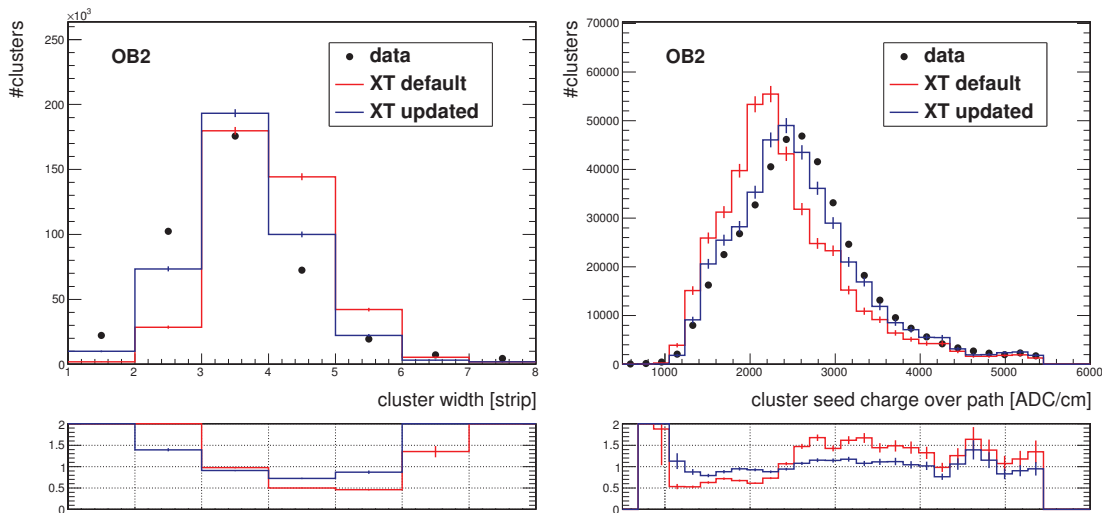 ×10³
#clusters
250
200
150
100
50
0
OB2
data
XT default
XT updated
1 2 3 4 5 6 7 8
cluster width [strip]
2
1.5
1
0.5
0
#clusters
70000
60000
50000
40000
30000
20000
10000
0
OB2
data
XT default
XT updated
1000 2000 3000 4000 5000 6000
cluster seed charge over path [ADC/cm]
2
1.5
1
0.5
0